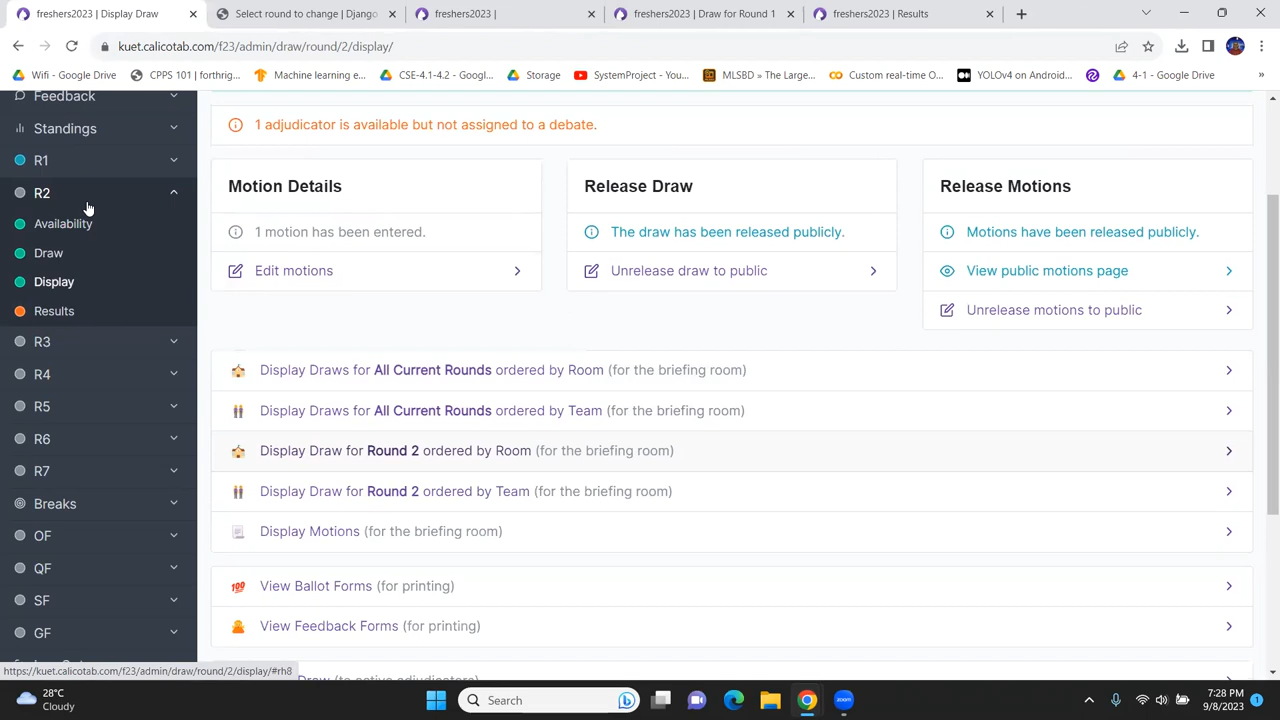 freshers2023 | Display Draw
Select round to change | Django
freshers2023 |
freshers2023 | Draw for Round 1
freshers2023 | Results
kuet.calicotab.com/f23/admin/draw/round/2/display/
Wifi - Google Drive
CPPS 101 | forthrig...
Machine learning e...
CSE-4.1-4.2 - Googl...
Storage
SystemProject - You...
MLSBD » The Large...
Custom real-time O...
YOLOv4 on Android...
4-1 - Google Drive
»
Feedback
Standings
R1
R2
Availability
Draw
Display
Results
R3
R4
R5
R6
R7
Breaks
OF
QF
SF
GF
1 adjudicator is available but not assigned to a debate.
Motion Details
1 motion has been entered.
Edit motions
Release Draw
The draw has been released publicly.
Unrelease draw to public
Release Motions
Motions have been released publicly.
View public motions page
Unrelease motions to public
Display Draws for All Current Rounds ordered by Room (for the briefing room)
Display Draws for All Current Rounds ordered by Team (for the briefing room)
Display Draw for Round 2 ordered by Room (for the briefing room)
Display Draw for Round 2 ordered by Team (for the briefing room)
Display Motions (for the briefing room)
View Ballot Forms (for printing)
View Feedback Forms (for printing)
Draw (to active adjudicators)
https://kuet.calicotab.com/f23/admin/draw/round/2/display/#rh8
28°C
Cloudy
Search
zoom
7:28 PM
9/8/2023
1